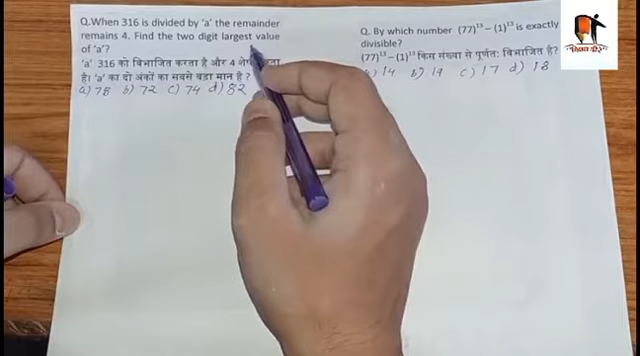 Q.When 316 is divided by 'a' the remainder
remains 4. Find the two digit largest value
of 'a'?
'a' 316 को विभाजित करता है और 4 शेष
है। 'a' का दो अंकों का सबसे बड़ा मान है ?
a) 78 b) 72 c) 74 d) 82
Q. By which number (77)¹³ – (1)¹³ is exactly
divisible?
(77)¹³ – (1)¹³ किस संख्या से पूर्णतः विभाजित है?
14 b) 19 c) 17 d) 18